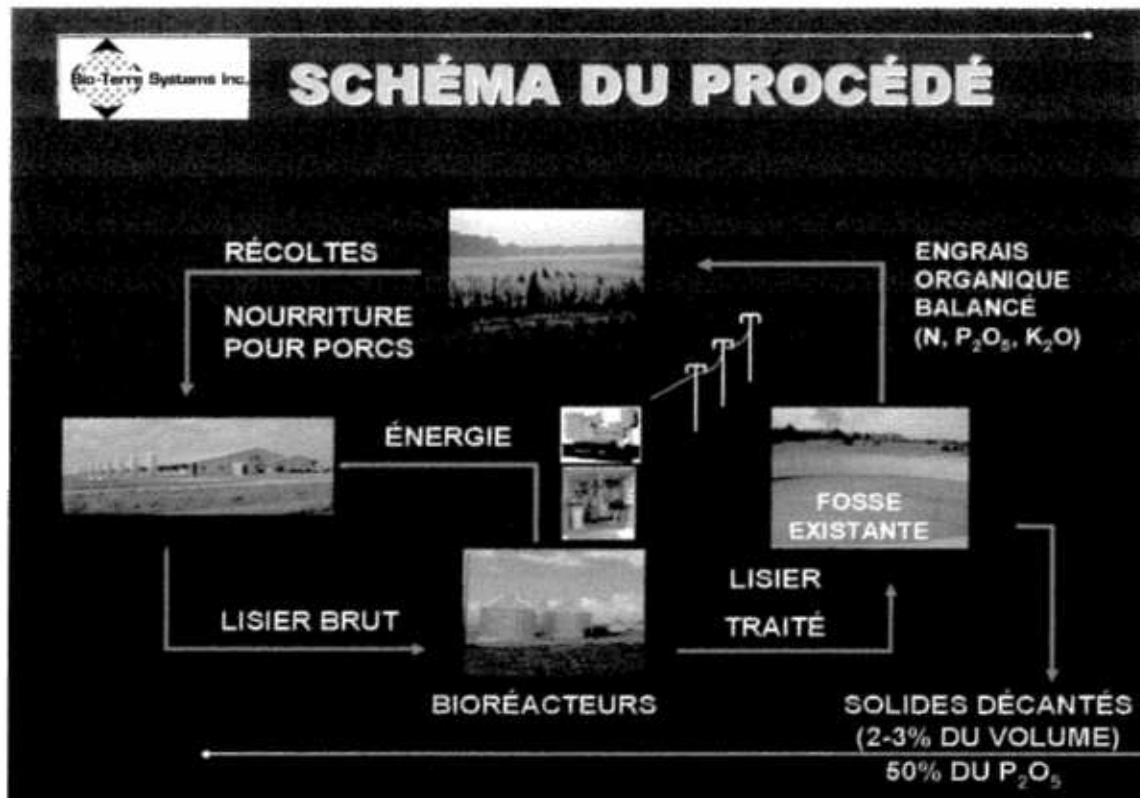 Bio-Terre Systems Inc.
SCHÉMA DU PROCÉDÉ
RÉCOLTES
NOURRITURE
POUR PORCS
ENGRAIS
ORGANIQUE
BALANCÉ
(N, P₂O₅, K₂O)
ÉNERGIE
FOSSE
EXISTANTE
LISIER BRUT
LISIER
TRAITÉ
BIORÉACTEURS
SOLIDES DÉCANTÉS
(2-3% DU VOLUME)
50% DU P₂O₅